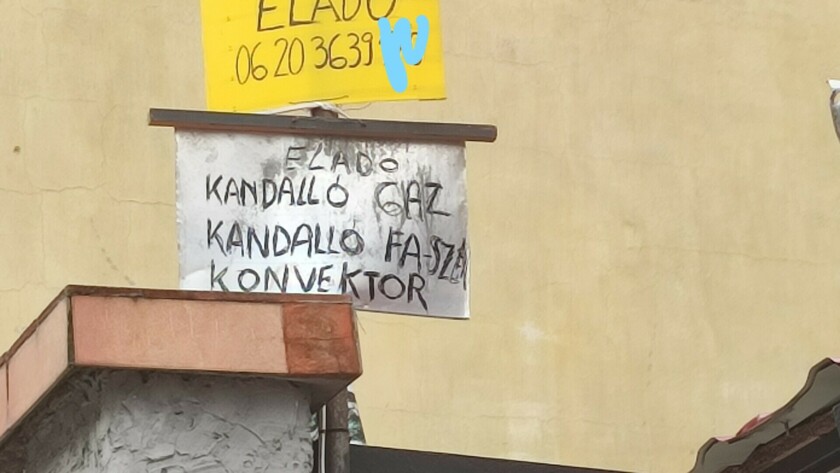 ELADÓ
06 20 3639
ELADÓ
KANDALLÓ GÁZ
KANDALLÓ FA-SZÉN
KONVEKTOR